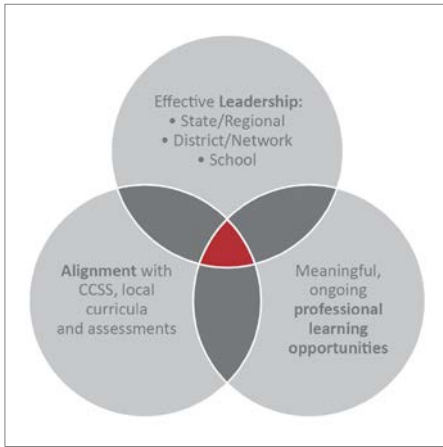 Effective Leadership:
• State/Regional
• District/Network
• School
Alignment with
CCSS, local
curricula
and assessments
Meaningful,
ongoing
professional
learning
opportunities